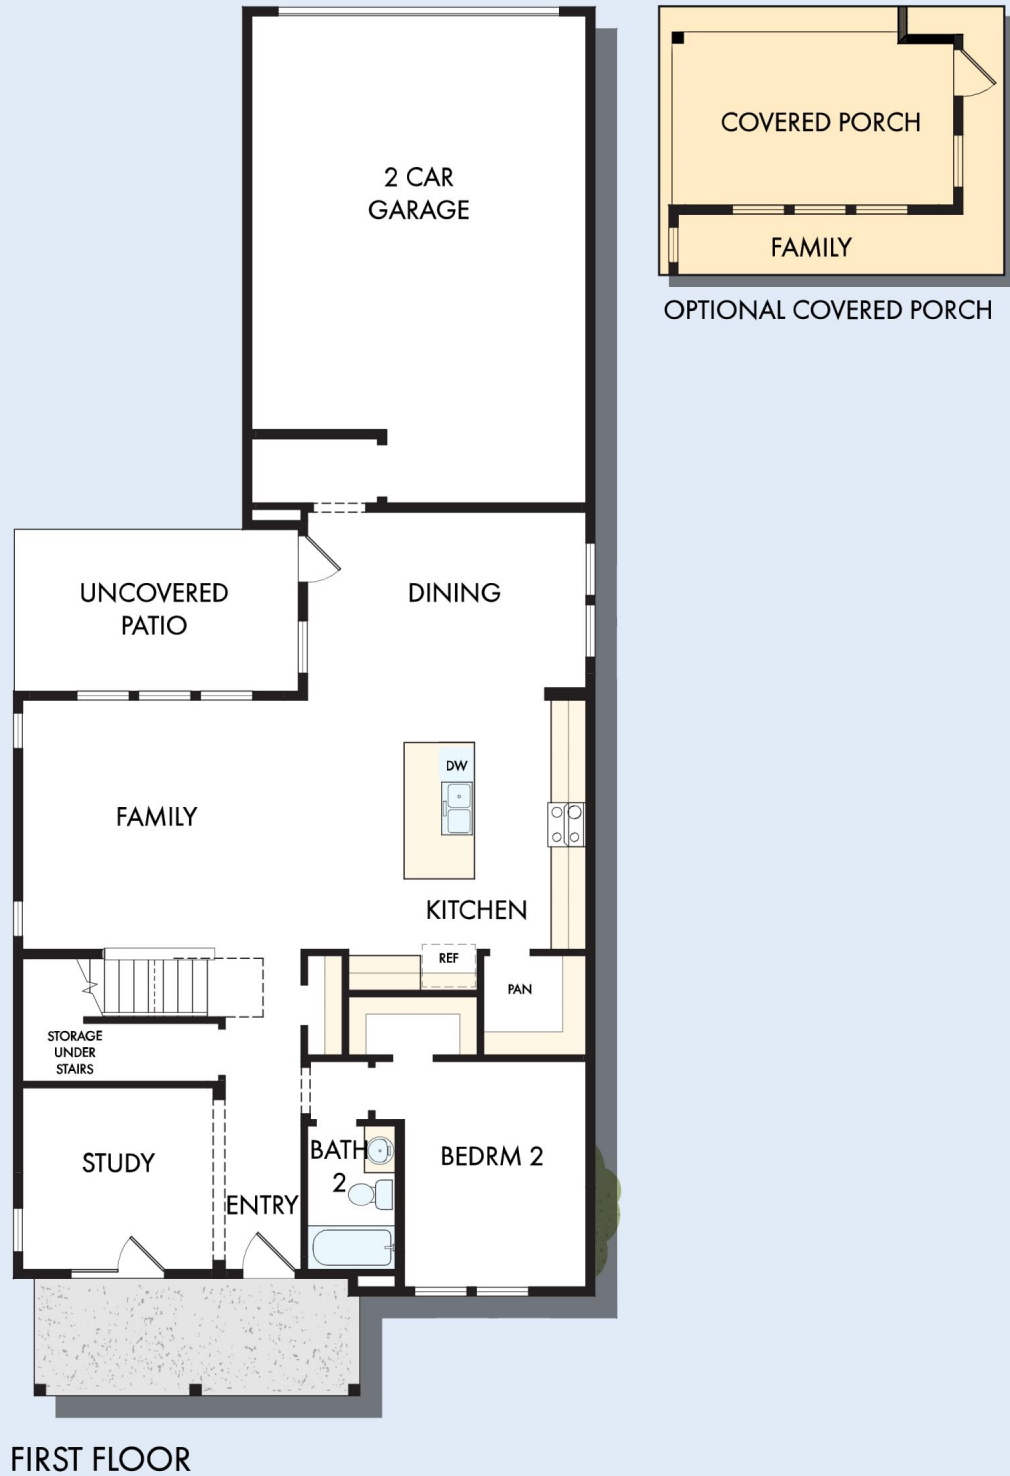 2 CAR
GARAGE
COVERED PORCH
FAMILY
OPTIONAL COVERED PORCH
UNCOVERED
PATIO
DINING
DW
FAMILY
KITCHEN
REF
PAN
STORAGE
UNDER
STAIRS
STUDY
BATH
2
BEDRM 2
ENTRY
FIRST FLOOR